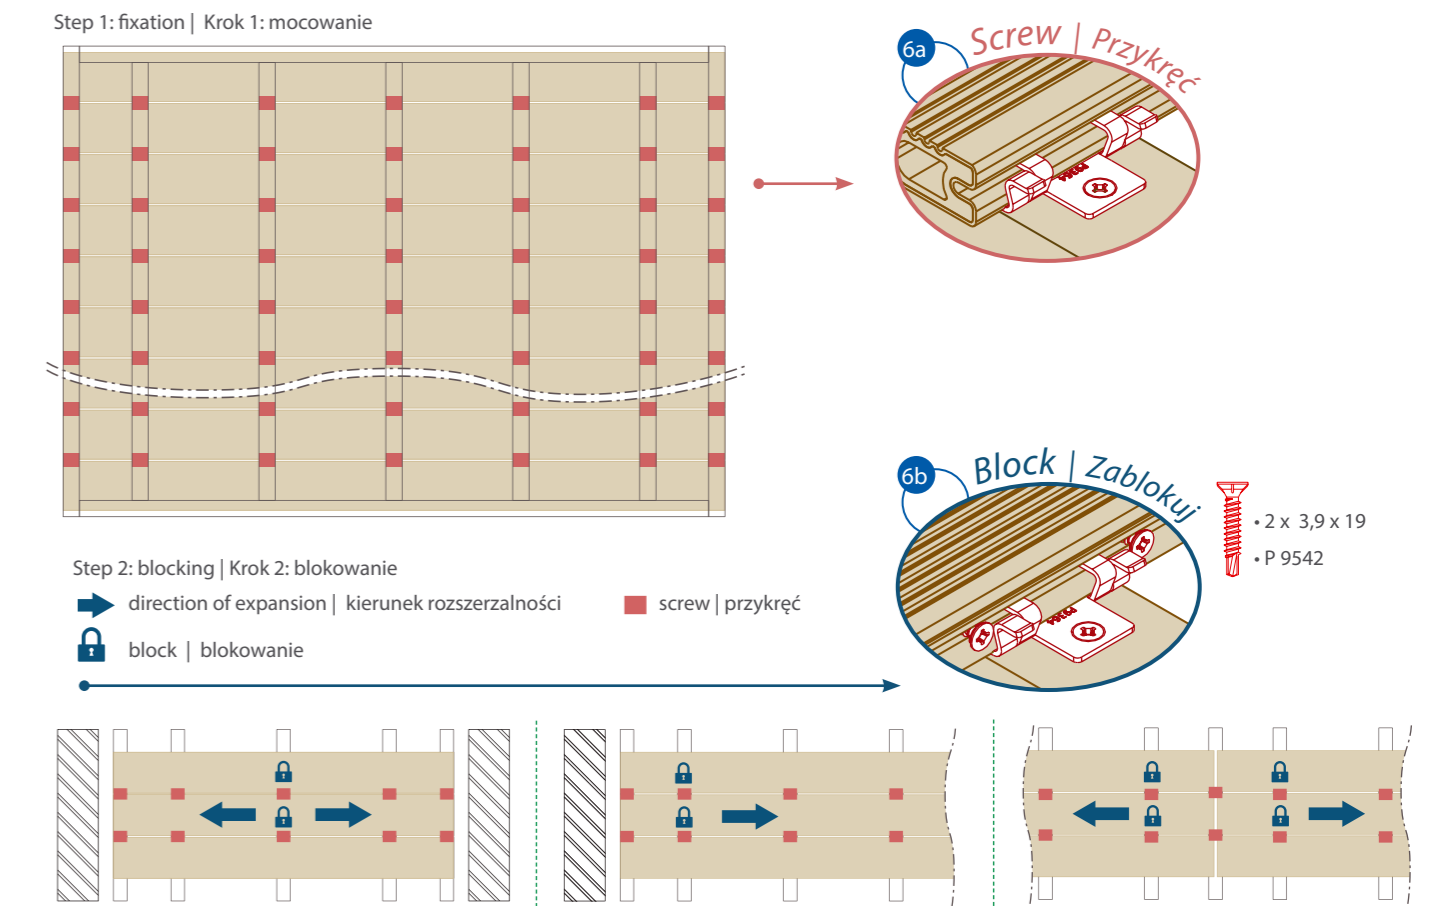 Step 1: fixation | Krok 1: mocowanie
6a
Screw | Przykręć
6b
Block | Zablokuj
• 2 x 3,9 x 19
• P 9542
Step 2: blocking | Krok 2: blokowanie
direction of expansion | kierunek rozszerzalności
screw | przykręć
block | blokowanie